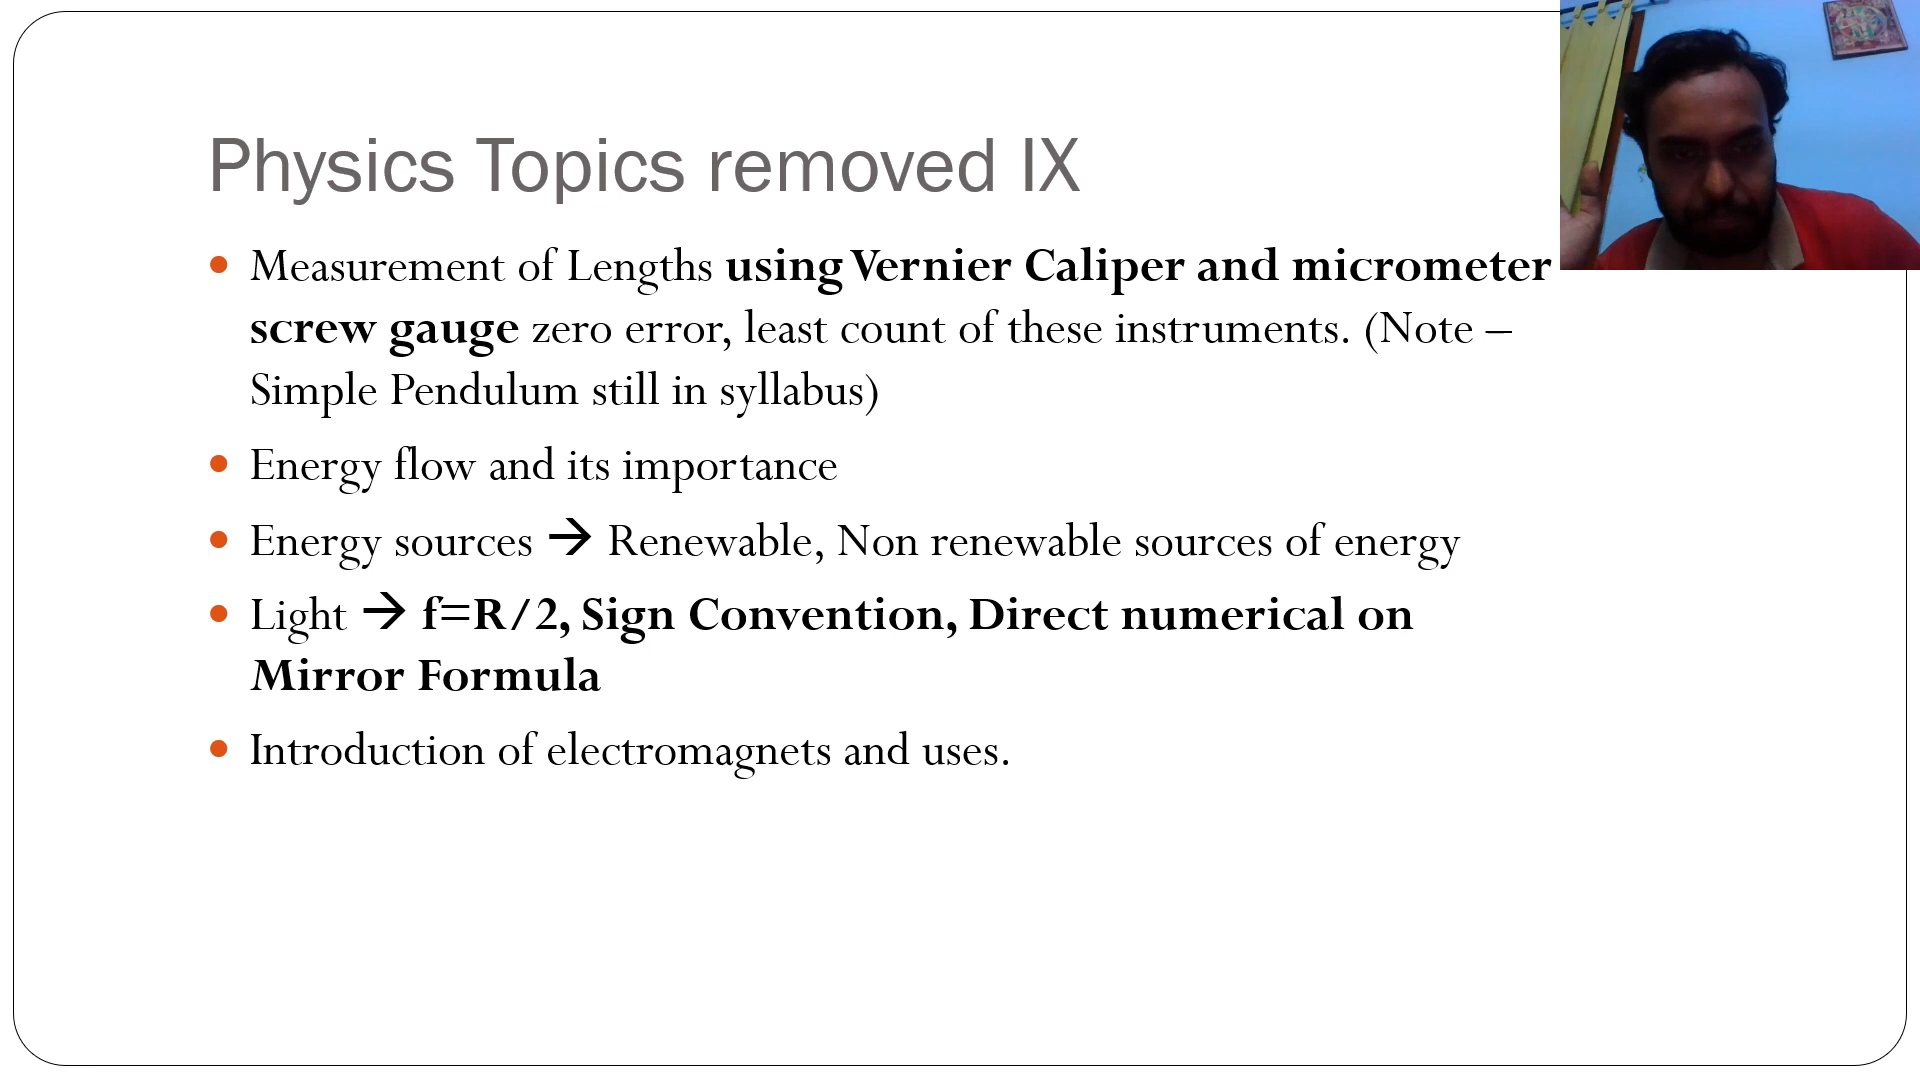 Physics Topics removed IX
• Measurement of Lengths using Vernier Caliper and micrometer
screw gauge zero error, least count of these instruments. (Note –
Simple Pendulum still in syllabus)
• Energy flow and its importance
• Energy sources → Renewable, Non renewable sources of energy
• Light → f=R/2, Sign Convention, Direct numerical on
Mirror Formula
• Introduction of electromagnets and uses.